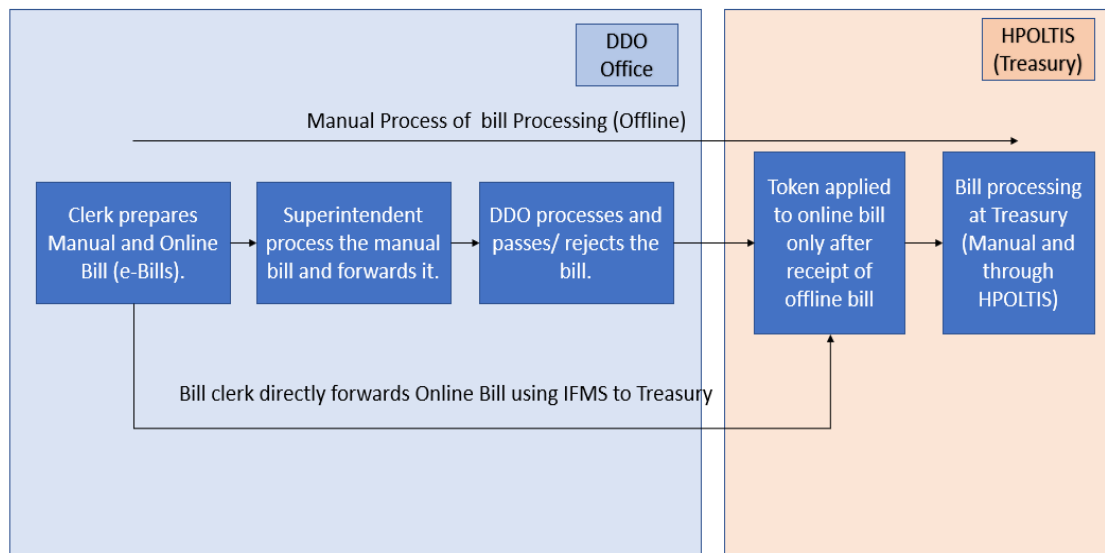 DDO
Office
HPOLTIS
(Treasury)
Manual Process of bill Processing (Offline)
Clerk prepares
Manual and Online
Bill (e-Bills).
Superintendent
process the manual
bill and forwards it.
DDO processes and
passes/ rejects the
bill.
Token applied
to online bill
only after
receipt of
offline bill
Bill processing
at Treasury
(Manual and
through
HPOLTIS)
Bill clerk directly forwards Online Bill using IFMS to Treasury